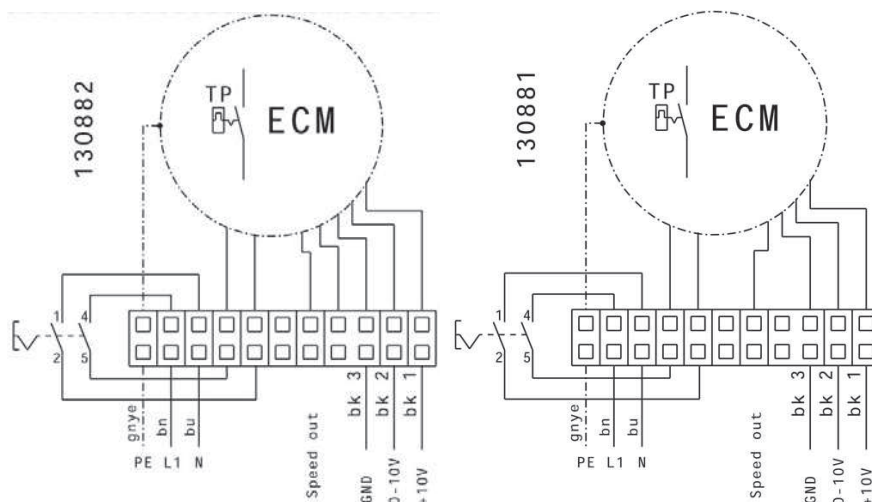 130882
TP
ECM
1
4
2
5
gnye
bn
bu
bk 3
bk 2
bk 1
PE
L1
N
Speed out
GND
0-10V
+10V
130881
TP
ECM
1
4
2
5
gnye
bn
bu
bk 3
bk 2
bk 1
PE
L1
N
Speed out
GND
0-10V
+10V